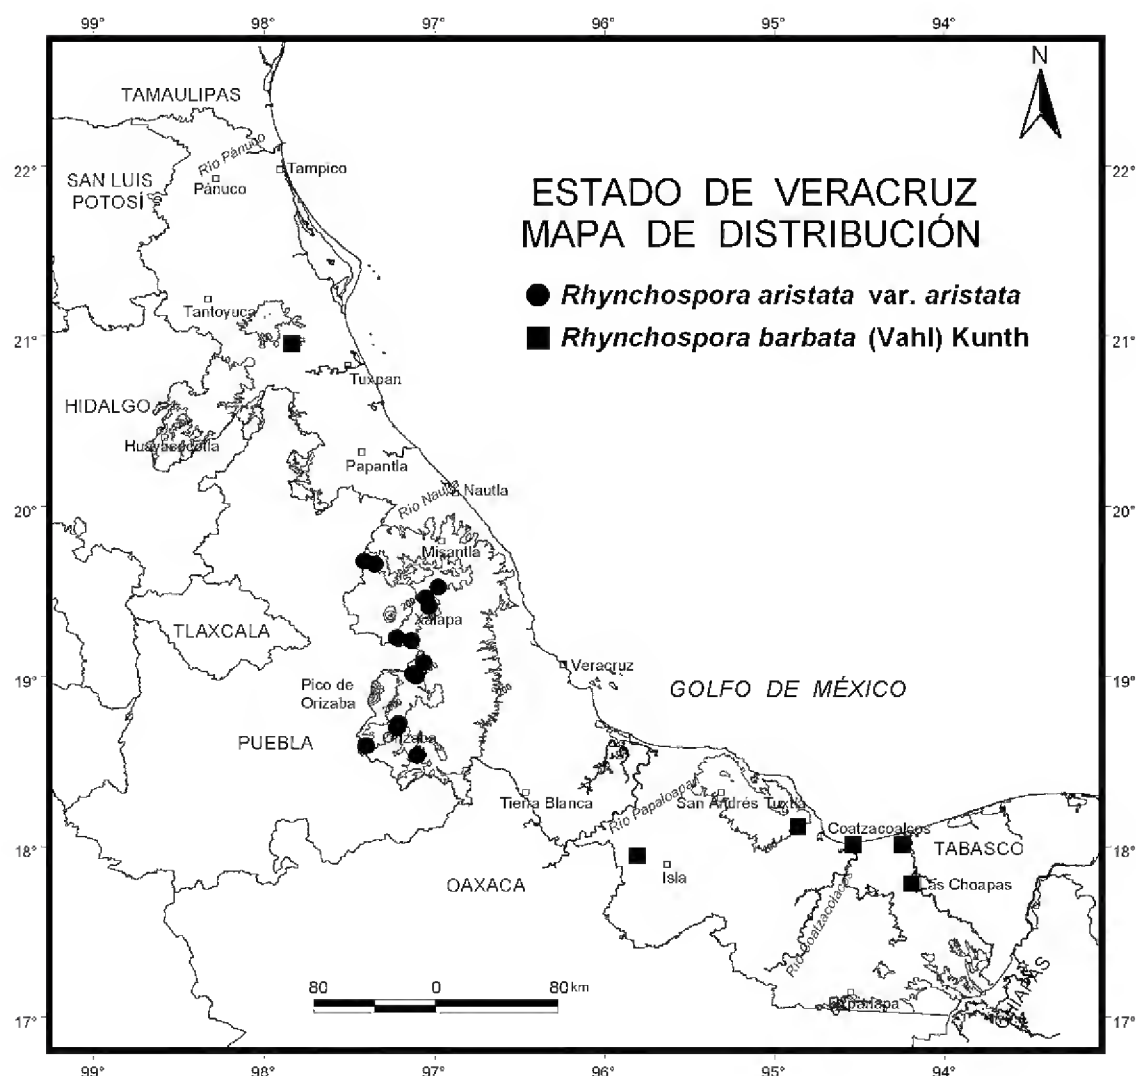 99° 98° 97° 96° 95° 94°
N
TAMAULIPAS
Río Pánuco
22° 22°
Tampico
SAN LUIS
POTOSÍ
Pánuco
ESTADO DE VERACRUZ
MAPA DE DISTRIBUCIÓN
Rhynchospora aristata var. aristata
Tantoyuca
Rhynchospora barbata (Vahl) Kunth
21° 21°
Tuxpan
HIDALGO
Huayacocotla
Papantla
Nautla
Río Nautla
20° 20°
Misantla
Xalapa
TLAXCALA
Veracruz
19° 19°
Pico de
Orizaba
GOLFO DE MÉXICO
PUEBLA
Orizaba
Tierra Blanca
Río Papaloapan
San Andrés Tuxtla
Coatzacoalcos
18° 18°
TABASCO
OAXACA
Isla
Las Choapas
Río Coatzacoalcos
CHIAPAS
80 0 80 km
17° 17°
99° 98° 97° 96° 95° 94°